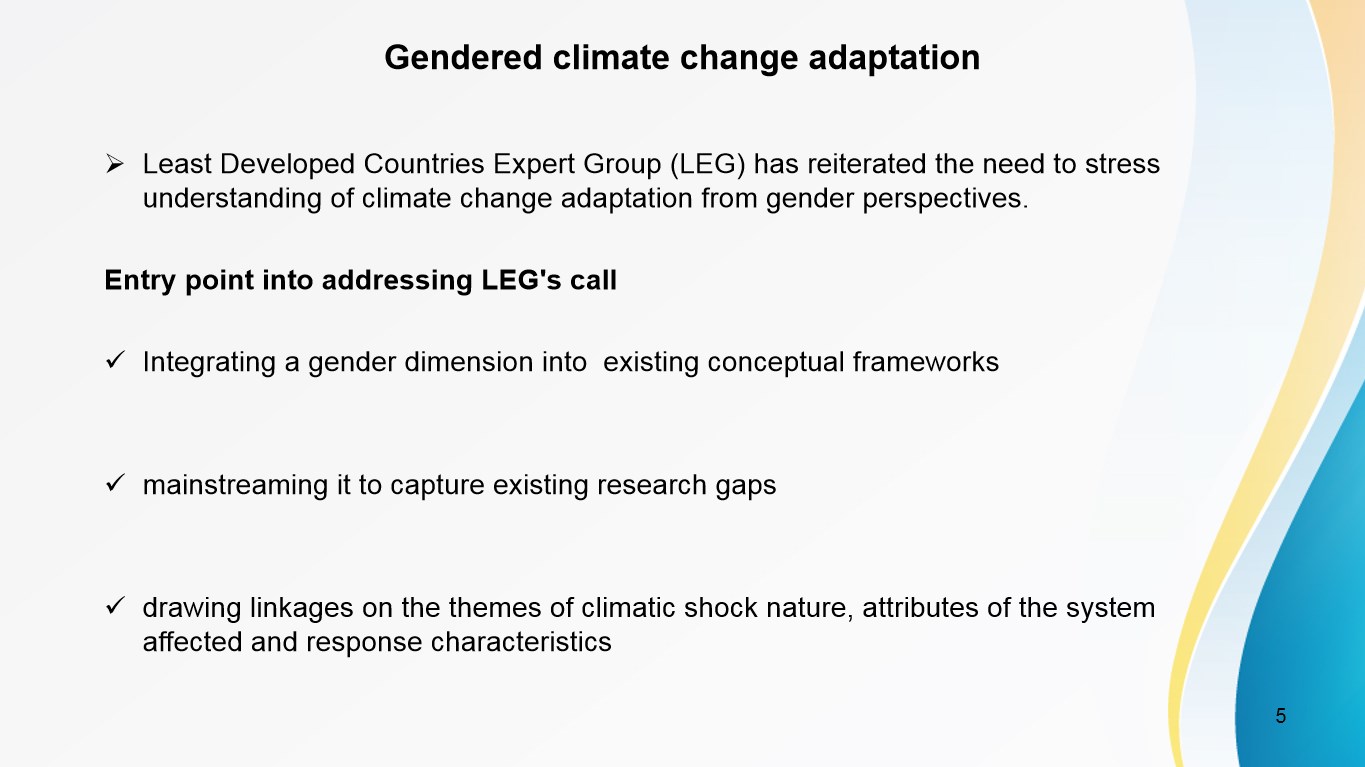 Gendered climate change adaptation
➢ Least Developed Countries Expert Group (LEG) has reiterated the need to stress
understanding of climate change adaptation from gender perspectives.
Entry point into addressing LEG's call
✓ Integrating a gender dimension into  existing conceptual frameworks
✓ mainstreaming it to capture existing research gaps
✓ drawing linkages on the themes of climatic shock nature, attributes of the system
affected and response characteristics
5